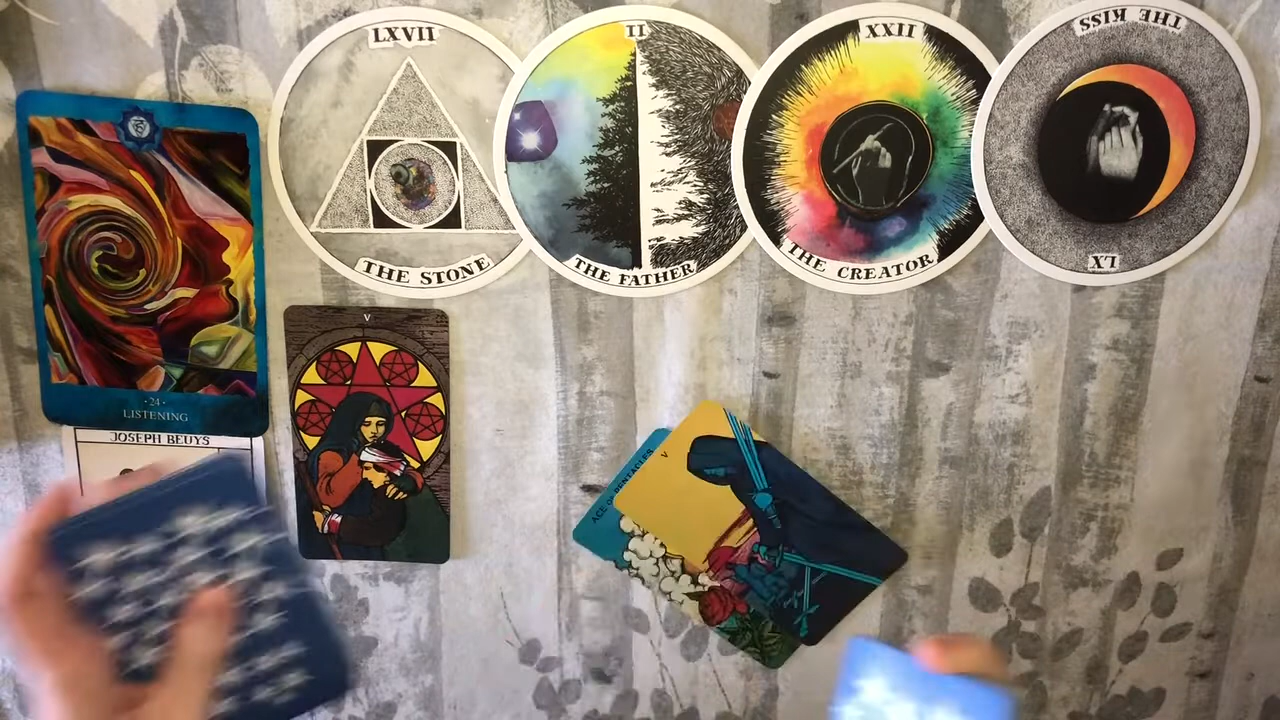 LXVII
THE STONE
II
THE FATHER
XXII
THE CREATOR
THE KISS
LX
·24·
LISTENING
JOSEPH BEUYS
V
ACE OF PENTACLES
V